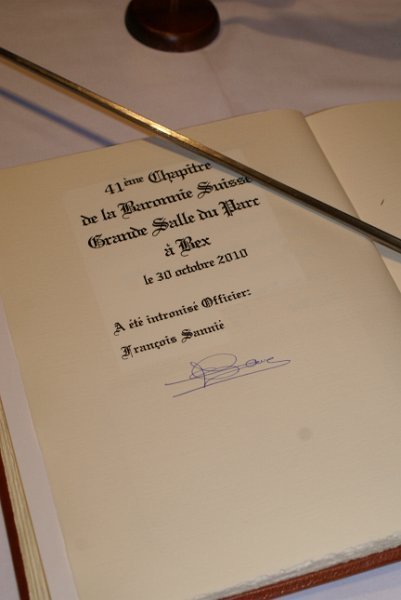 41ème Chapitre
de la Baronnie Suisse
Grande Salle du Parc
à Bex
le 30 octobre 2010
A été intronisé Officier:
François Sannié